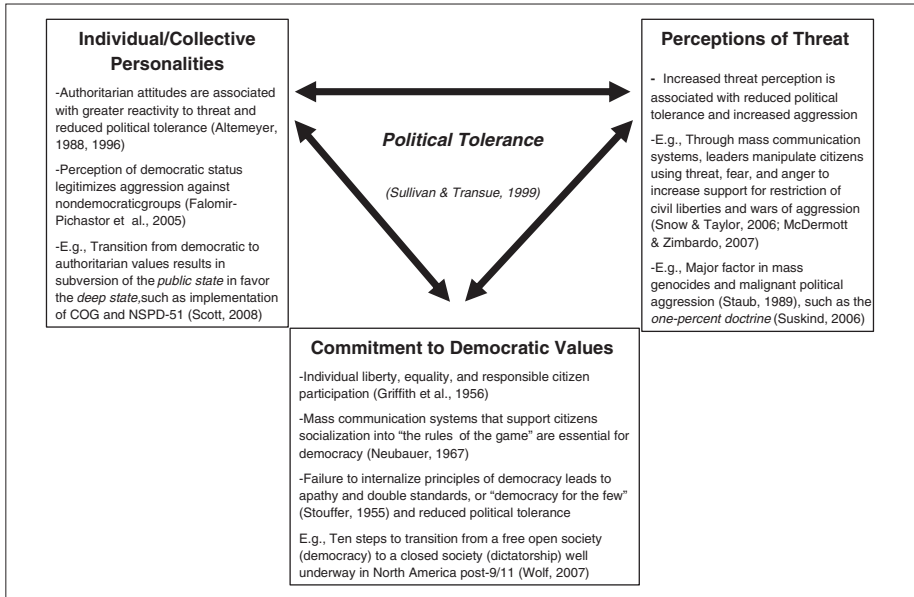 Individual/Collective
Personalities
-Authoritarian attitudes are associated
with greater reactivity to threat and
reduced political tolerance (Altemeyer,
1988, 1996)
-Perception of democratic status
legitimizes aggression against
nondemocraticgroups (Falomir-
Pichastor et al., 2005)
-E.g., Transition from democratic to
authoritarian values results in
subversion of the public state in favor
the deep state,such as implementation
of COG and NSPD-51 (Scott, 2008)
Political Tolerance
(Sullivan & Transue, 1999)
Perceptions of Threat
- Increased threat perception is
associated with reduced political
tolerance and increased aggression
-E.g., Through mass communication
systems, leaders manipulate citizens
using threat, fear, and anger to
increase support for restriction of
civil liberties and wars of aggression
(Snow & Taylor, 2006; McDermott
& Zimbardo, 2007)
-E.g., Major factor in mass
genocides and malignant political
aggression (Staub, 1989), such as the
one-percent doctrine (Suskind, 2006)
Commitment to Democratic Values
-Individual liberty, equality, and responsible citizen
participation (Griffith et al., 1956)
-Mass communication systems that support citizens
socialization into “the rules of the game” are essential for
democracy (Neubauer, 1967)
-Failure to internalize principles of democracy leads to
apathy and double standards, or “democracy for the few”
(Stouffer, 1955) and reduced political tolerance
E.g., Ten steps to transition from a free open society
(democracy) to a closed society (dictatorship) well
underway in North America post-9/11 (Wolf, 2007)